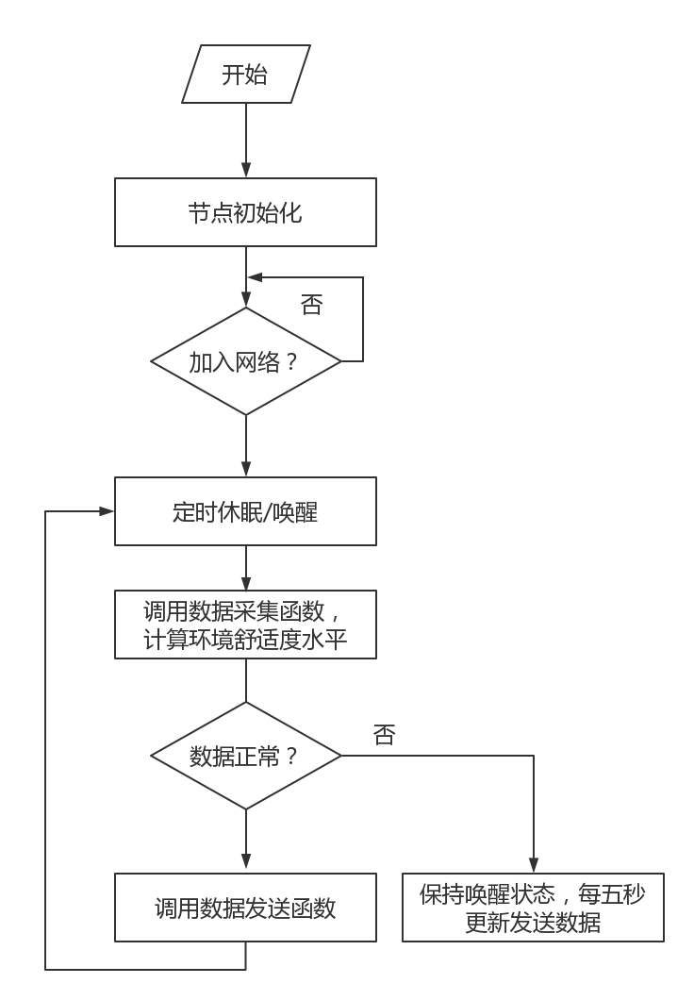 开始
节点初始化
否
加入网络？
定时休眠/唤醒
调用数据采集函数，
计算环境舒适度水平
否
数据正常？
调用数据发送函数
保持唤醒状态，每五秒
更新发送数据